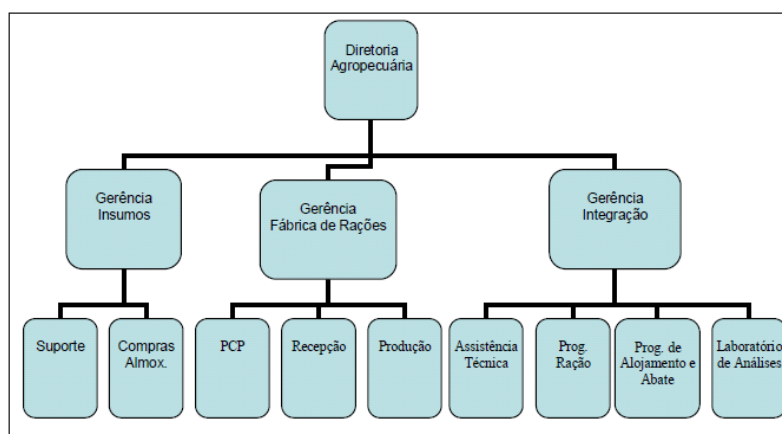 Diretoria
Agropecuária
Gerência
Insumos
Gerência
Fábrica de Rações
Gerência
Integração
Suporte
Compras
Almox.
PCP
Recepção
Produção
Assistência
Técnica
Prog.
Ração
Prog. de
Alojamento e
Abate
Laboratório
de Análises